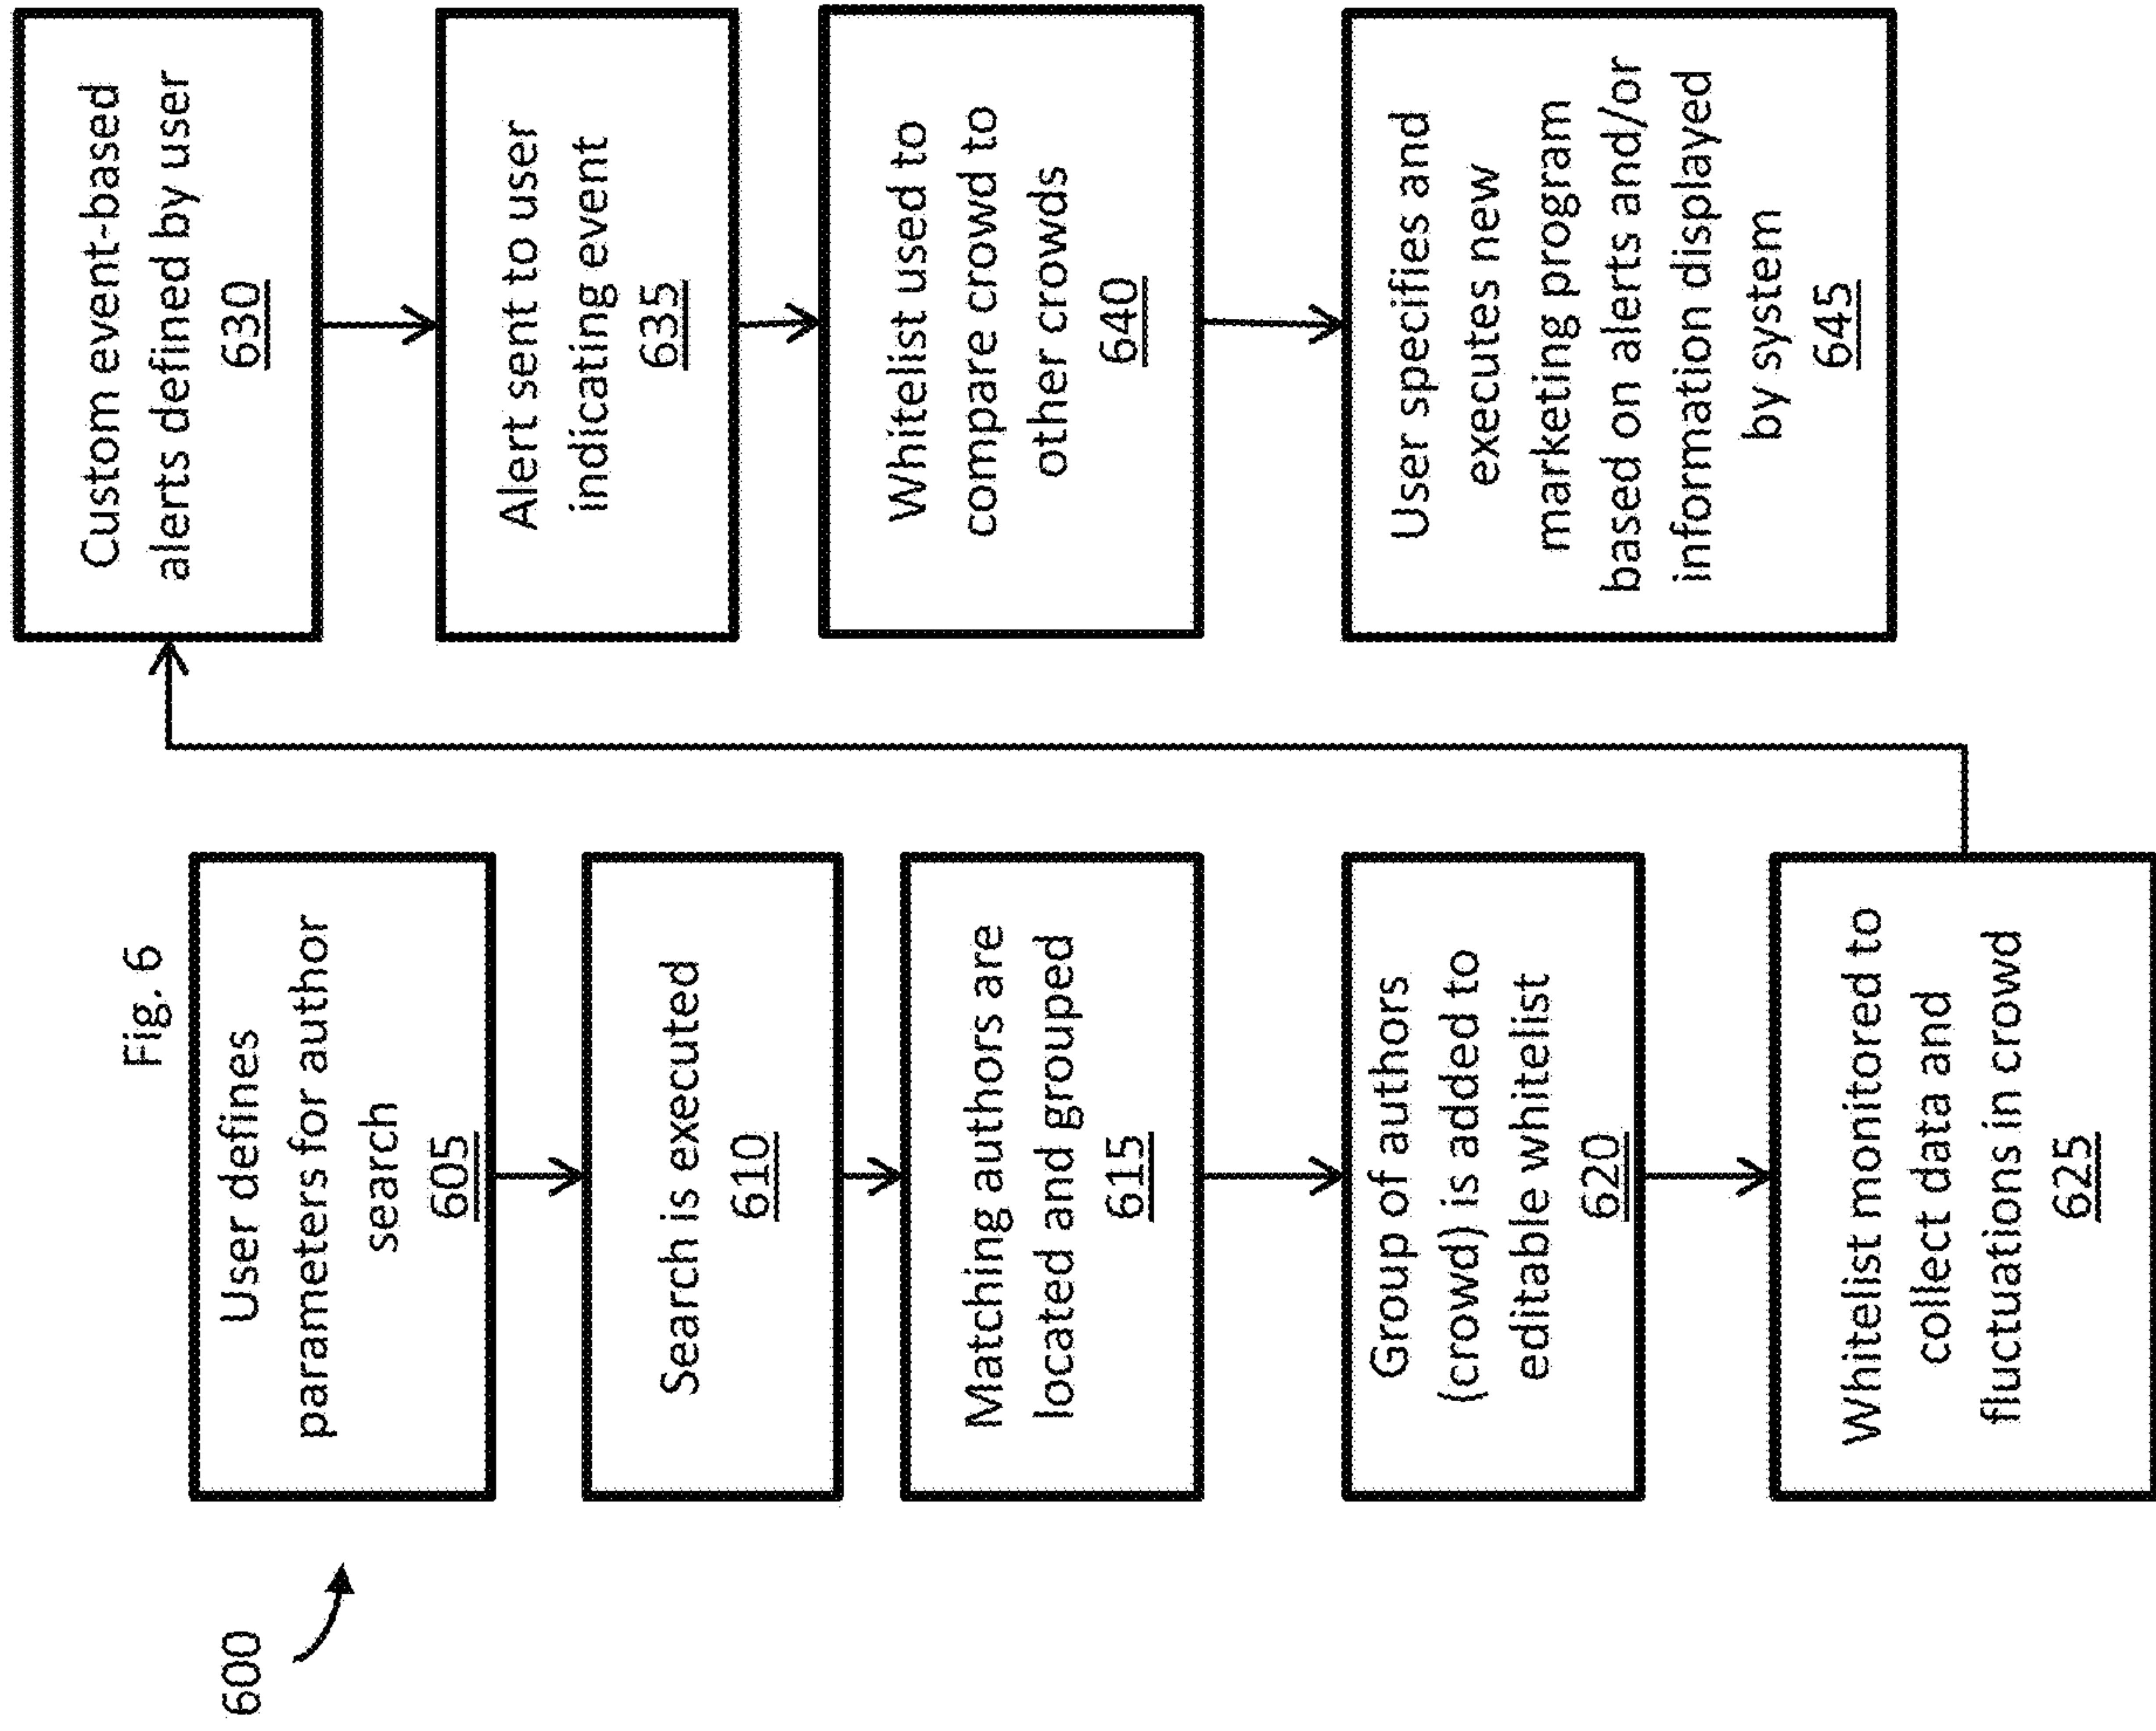 Fig. 6
600
User defines
parameters for author
search
605
Search is executed
610
Matching authors are
located and grouped
615
Group of authors
(crowd) is added to
editable whitelist
620
Whitelist monitored to
collect data and
fluctuations in crowd
625
Custom event-based
alerts defined by user
630
Alert sent to user
indicating event
635
Whitelist used to
compare crowd to
other crowds
640
User specifies and
executes new
marketing program
based on alerts and/or
information displayed
by system
645